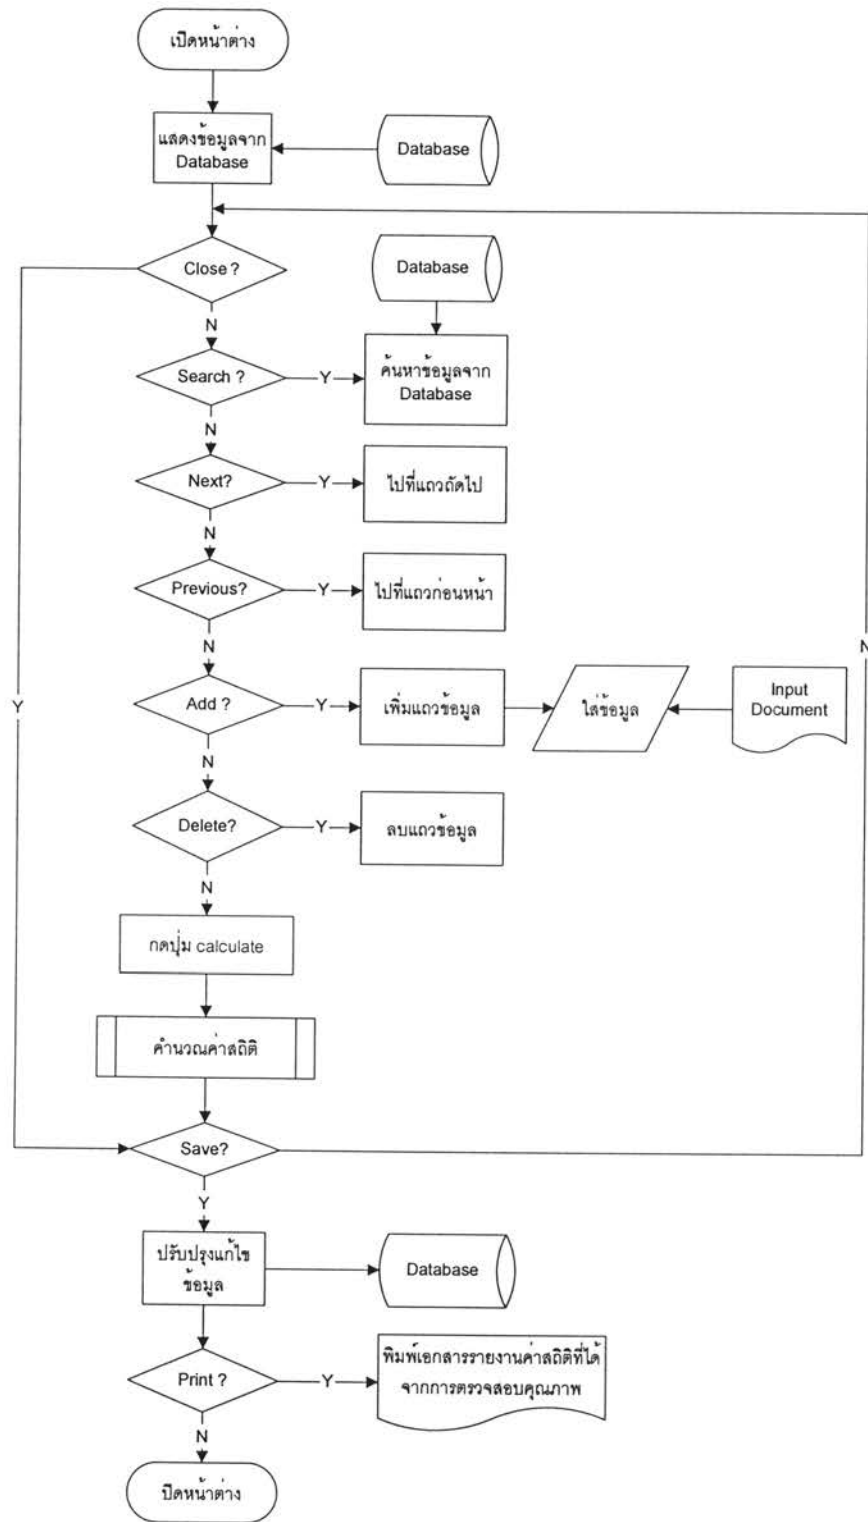 เปิดหน้าต่าง
แสดงข้อมูลจาก
Database
Database
Close ?
Database
N
Search ?
Y
ค้นหาข้อมูลจาก
Database
N
Next?
Y
ไปที่แถวถัดไป
N
Previous?
Y
ไปที่แถวก่อนหน้า
N
N
Y
Add ?
Y
เพิ่มแถวข้อมูล
ใส่ข้อมูล
Input
Document
N
Delete?
Y
ลบแถวข้อมูล
N
กดปุ่ม calculate
คำนวณค่าสถิติ
Save?
Y
ปรับปรุงแก้ไข
ข้อมูล
Database
Print ?
Y
พิมพ์เอกสารรายงานค่าสถิติที่ได้
จากการตรวจสอบคุณภาพ
N
ปิดหน้าต่าง